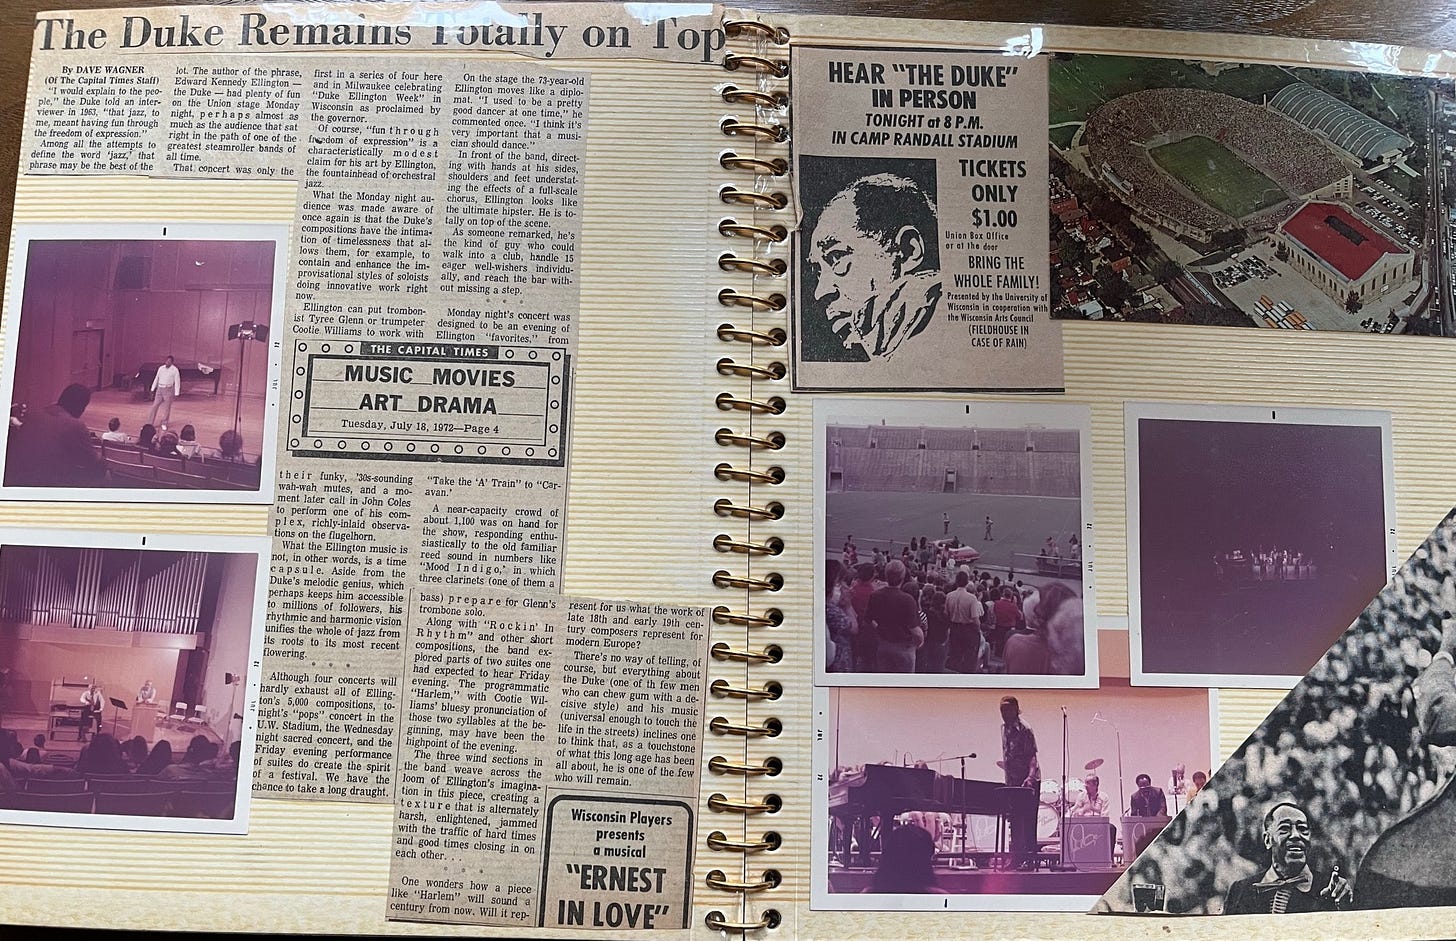 The Duke Remains Totally on Top
By DAVE WAGNER
(Of The Capital Times Staff)
"I would explain to the peo-
ple," the Duke told an inter-
viewer in 1963, "that jazz, to
me, meant having fun through
the freedom of expression."
Among all the attempts to
define the word 'jazz,' that
phrase may be the best of the
lot. The author of the phrase,
Edward Kennedy Ellington —
the Duke — had plenty of fun
on the Union stage Monday
night, perhaps almost as
much as the audience that sat
right in the path of one of the
greatest steamroller bands of
all time.
That concert was only the
first in a series of four here
and in Milwaukee celebrating
"Duke Ellington Week" in
Wisconsin as proclaimed by
the governor.
Of course, "fun through
freedom of expression" is a
characteristically modest
claim for his art by Ellington,
the fountainhead of orchestral
jazz.
What the Monday night au-
dience was made aware of
once again is that the Duke's
compositions have the intima-
tion of timelessness that al-
lows them, for example, to
contain and enhance the im-
provisational styles of soloists
doing innovative work right
now.
Ellington can put trombon-
ist Tyree Glenn or trumpeter
Cootie Williams to work with
On the stage the 73-year-old
Ellington moves like a diplo-
mat. "I used to be a pretty
good dancer at one time," he
commented once. "I think it's
very important that a musi-
cian should dance."
In front of the band, direct-
ing with hands at his sides,
shoulders and feet understat-
ing the effects of a full-scale
chorus, Ellington looks like
the ultimate hipster. He is to-
tally on top of the scene.
As someone remarked, he's
the kind of guy who could
walk into a club, handle 15
eager well-wishers individu-
ally, and reach the bar with-
out missing a step.
* * *
Monday night's concert was
designed to be an evening of
Ellington "favorites," from
THE CAPITAL TIMES
MUSIC MOVIES
ART DRAMA
Tuesday, July 18, 1972—Page 4
their funky, '30s-sounding
wah-wah mutes, and a mo-
ment later call in John Coles
to perform one of his com-
plex, richly-inlaid observa-
tions on the flugelhorn.
What the Ellington music is
not, in other words, is a time
capsule. Aside from the
Duke's melodic genius, which
perhaps keeps him accessible
to millions of followers, his
rhythmic and harmonic vision
unifies the whole of jazz from
its roots to its most recent
flowering.
* * *
Although four concerts will
hardly exhaust all of Elling-
ton's 5,000 compositions, to-
night's "pops" concert in the
U.W. Stadium, the Wednesday
night sacred concert, and the
Friday evening performance
of suites do create the spirit
of a festival. We have the
chance to take a long draught.
"Take the 'A' Train" to "Car-
avan.'
A near-capacity crowd of
about 1,100 was on hand for
the show, responding enthu-
siastically to the old familiar
reed sound in numbers like
"Mood Indigo,' in which
three clarinets (one of them a
bass) prepare for Glenn's
trombone solo.
Along with "Rockin' In
Rhythm" and other short
compositions, the band ex-
plored parts of two suites one
had expected to hear Friday
evening. The programmatic
"Harlem," with Cootie Wil-
liams' bluesy pronunciation of
those two syllables at the be-
ginning, may have been the
highpoint of the evening.
The three wind sections in
the band weave across the
loom of Ellington's imagina-
tion in this piece, creating a
texture that is alternately
harsh, enlightened, jammed
with the traffic of hard times
and good times closing in on
each other. . .
* * *
One wonders how a piece
like "Harlem" will sound a
century from now. Will it rep-
resent for us what the work of
late 18th and early 19th cen-
tury composers represent for
modern Europe?
There's no way of telling, of
course, but everything about
the Duke (one of th few men
who can chew gum with a de-
cisive style) and his music
(universal enough to touch the
life in the streets) inclines one
to think that, as a touchstone
of what this long age has been
all about, he is one of the few
who will remain.
Wisconsin Players
presents
a musical
"ERNEST
IN LOVE"
HEAR "THE DUKE"
IN PERSON
TONIGHT at 8 P.M.
IN CAMP RANDALL STADIUM
TICKETS
ONLY
$1.00
Union Box Office
or at the door
BRING THE
WHOLE FAMILY!
Presented by the University of
Wisconsin in cooperation with
the Wisconsin Arts Council
(FIELDHOUSE IN
CASE OF RAIN)
JUL
72